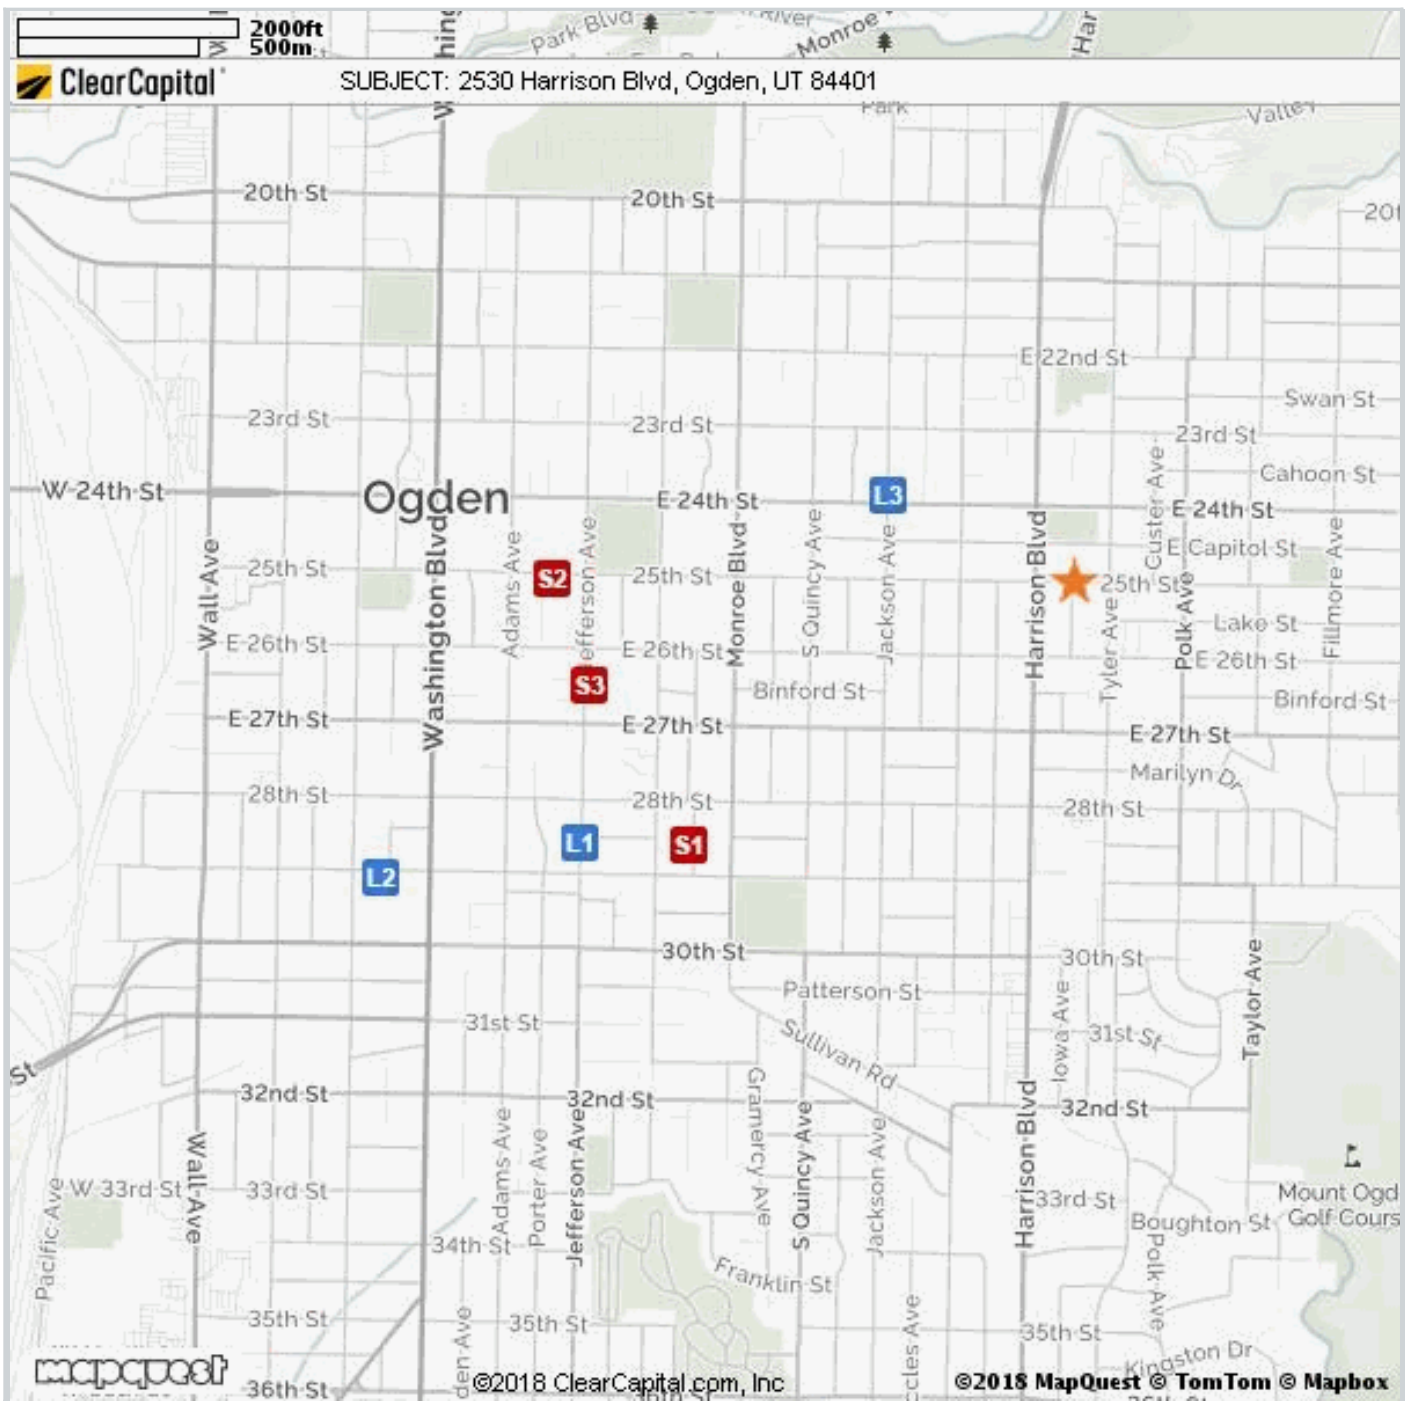 2000ft
Park Blvd
River
Monroe
Har
500m
ClearCapital
SUBJECT: 2530 Harrison Blvd, Ogden, UT 84401
Park
Valley
20th St
20th St
E 22nd St
Swan St
23rd St
23rd St
23rd St
Cahoon St
W 24th St
Ogden
E 24th St
L3
E 24th St
Custer Ave
E Capitol St
Wall Ave
Washington Blvd
Adams Ave
Jefferson Ave
Monroe Blvd
S Quincy Ave
Jackson Ave
Harrison Blvd
Fillmore Ave
25th St
S2
25th St
25th St
Tyler Ave
Polk Ave
Lake St
E 26th St
E 26th St
E 26th St
S3
Binford St
Binford St
E 27th St
E 27th St
E 27th St
Marilyn Dr
28th St
28th St
28th St
L1
S1
L2
30th St
30th St
Taylor Ave
Patterson St
Iowa Ave
31st St
31st St
Sullivan Rd
St
32nd St
32nd St
32nd St
Gramercy Ave
Wall Ave
Adams Ave
Porter Ave
Jefferson Ave
S Quincy Ave
Jackson Ave
Harrison Blvd
Pacific Ave
W 33rd St
33rd St
33rd St
Mount Ogd
Golf Cours
Boughton St
Polk Ave
34th St
Franklin St
35th St
35th St
35th St
Kingston Dr
mapquest
36th St
den Ave
©2018 ClearCapital.com, Inc
ccles Ave
©2018 MapQuest © TomTom © Mapbox